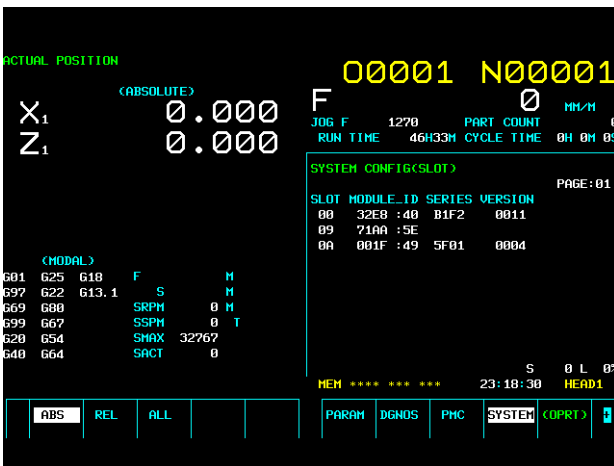 ACTUAL POSITION
(ABSOLUTE)
X1 0.000
Z1 0.000
O0001 N00001
F 0 MM/M
JOG F 1270 PART COUNT 0
RUN TIME 46H33M CYCLE TIME 0H 0M 0S
SYSTEM CONFIG(SLOT)
PAGE:01
SLOT MODULE_ID SERIES VERSION
00 32E8 :40 B1F2 0011
09 71AA :5E
0A 001F :49 5F01 0004
(MODAL)
G01 G25 G18 F M
G97 G22 G13.1 S M
G69 G80 SRPM 0 M
G99 G67 SSPM 0 T
G20 G54 SMAX 32767
G40 G64 SACT 0
S 0 L 0%
MEM **** *** *** 23:18:30 HEAD1
ABS REL ALL
PARAM DGNOS PMC SYSTEM (OPRT) +